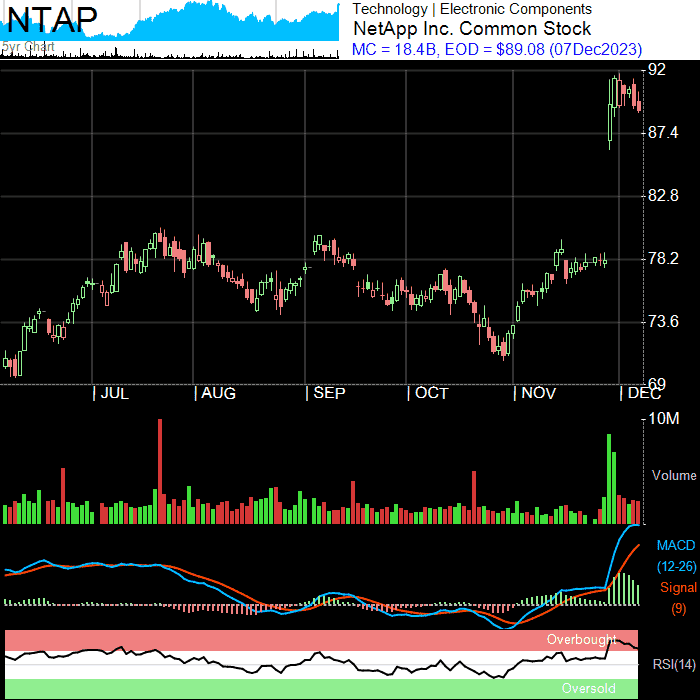 NTAP
5yr Chart
Technology | Electronic Components
NetApp Inc. Common Stock
MC = 18.4B, EOD = $89.08 (07Dec2023)
92
87.4
82.8
78.2
73.6
69
| JUL | AUG | SEP | OCT | NOV | DEC
10M
Volume
MACD
(12-26)
Signal
(9)
Overbought
RSI(14)
Oversold